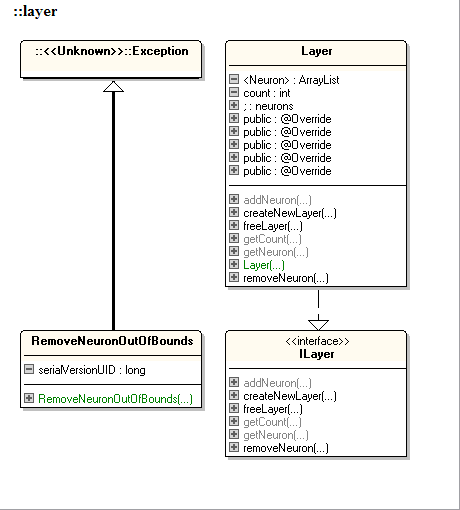 ::layer
::<<Unknown>>::Exception
Layer
<Neuron> : ArrayList
count : int
; : neurons
public : @Override
public : @Override
public : @Override
public : @Override
public : @Override
addNeuron(...)
createNewLayer(...)
freeLayer(...)
getCount(...)
getNeuron(...)
Layer(...)
removeNeuron(...)
RemoveNeuronOutOfBounds
serialVersionUID : long
RemoveNeuronOutOfBounds(...)
<<interface>>
ILayer
addNeuron(...)
createNewLayer(...)
freeLayer(...)
getCount(...)
getNeuron(...)
removeNeuron(...)